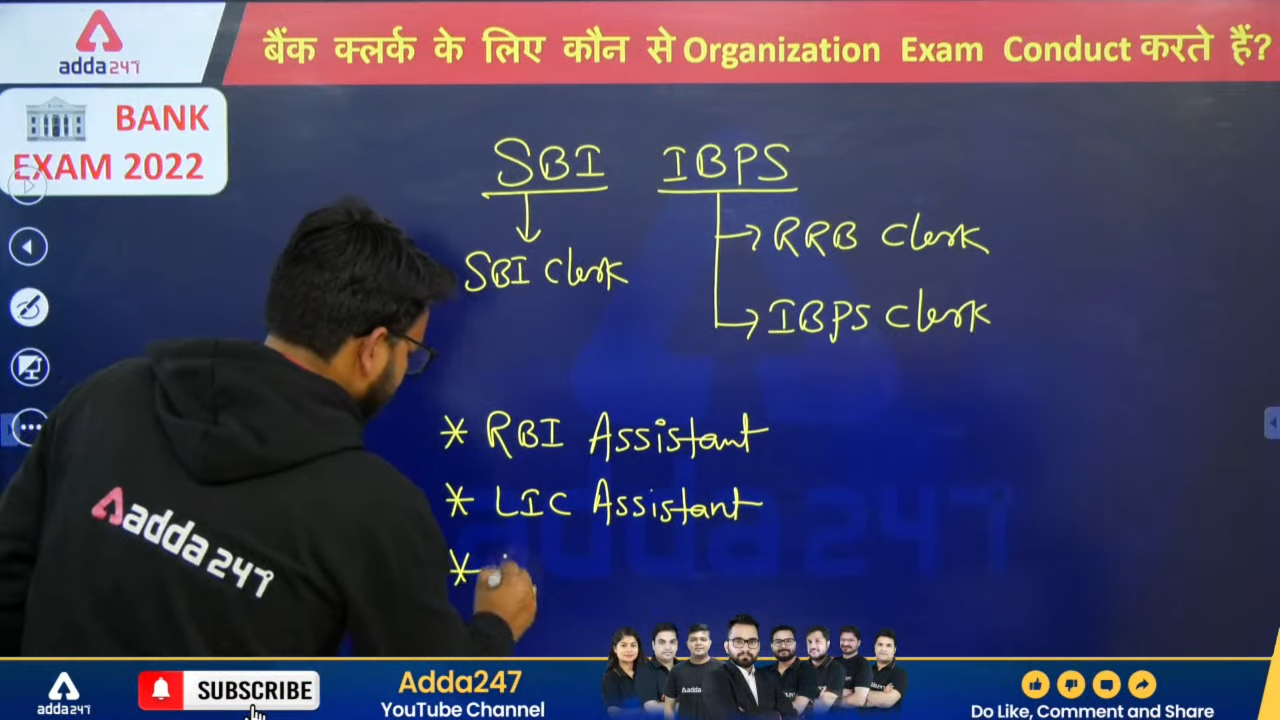 adda247
बैंक क्लर्क के लिए कौन से Organization Exam Conduct करते हैं?
BANK
EXAM 2022
SBI IBPS
SBI Clerk
RRB Clerk
IBPS Clerk
* RBI Assistant
* LIC Assistant
*
adda247
adda247
adda247
SUBSCRIBE
Adda247
YouTube Channel
Do Like, Comment and Share